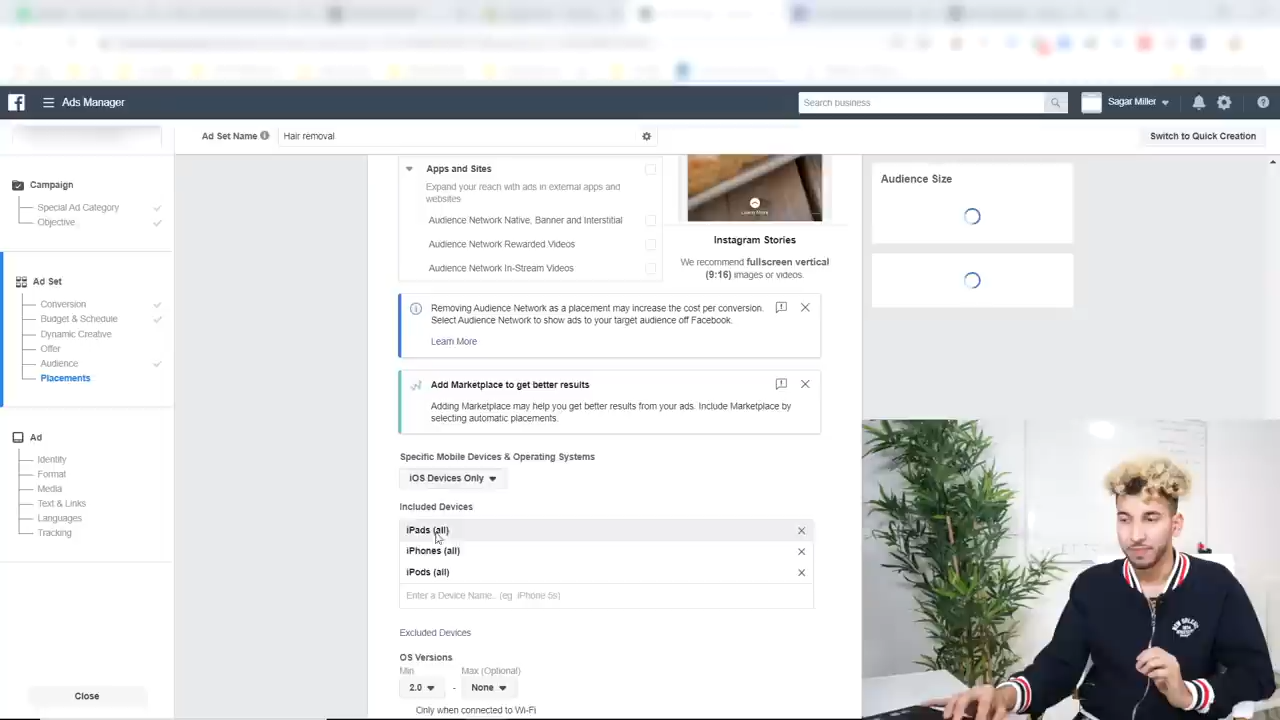 Ads Manager
Search business
Sagar Miller
Ad Set Name
Hair removal
Switch to Quick Creation
Campaign
Special Ad Category
Objective
Ad Set
Conversion
Budget & Schedule
Dynamic Creative
Offer
Audience
Placements
Ad
Identity
Format
Media
Text & Links
Languages
Tracking
Close
Apps and Sites
Expand your reach with ads in external apps and
websites
Audience Network Native, Banner and Interstitial
Audience Network Rewarded Videos
Audience Network In-Stream Videos
Learn More
Instagram Stories
We recommend fullscreen vertical
(9:16) images or videos.
Removing Audience Network as a placement may increase the cost per conversion.
Select Audience Network to show ads to your target audience off Facebook.
Learn More
Add Marketplace to get better results
Adding Marketplace may help you get better results from your ads. Include Marketplace by
selecting automatic placements.
Specific Mobile Devices & Operating Systems
iOS Devices Only
Included Devices
iPads (all)
iPhones (all)
iPods (all)
Enter a Device Name.. (eg. iPhone 5s)
Excluded Devices
OS Versions
Min
Max (Optional)
2.0
-
None
Only when connected to Wi-Fi
Audience Size
NEW ORLEANS